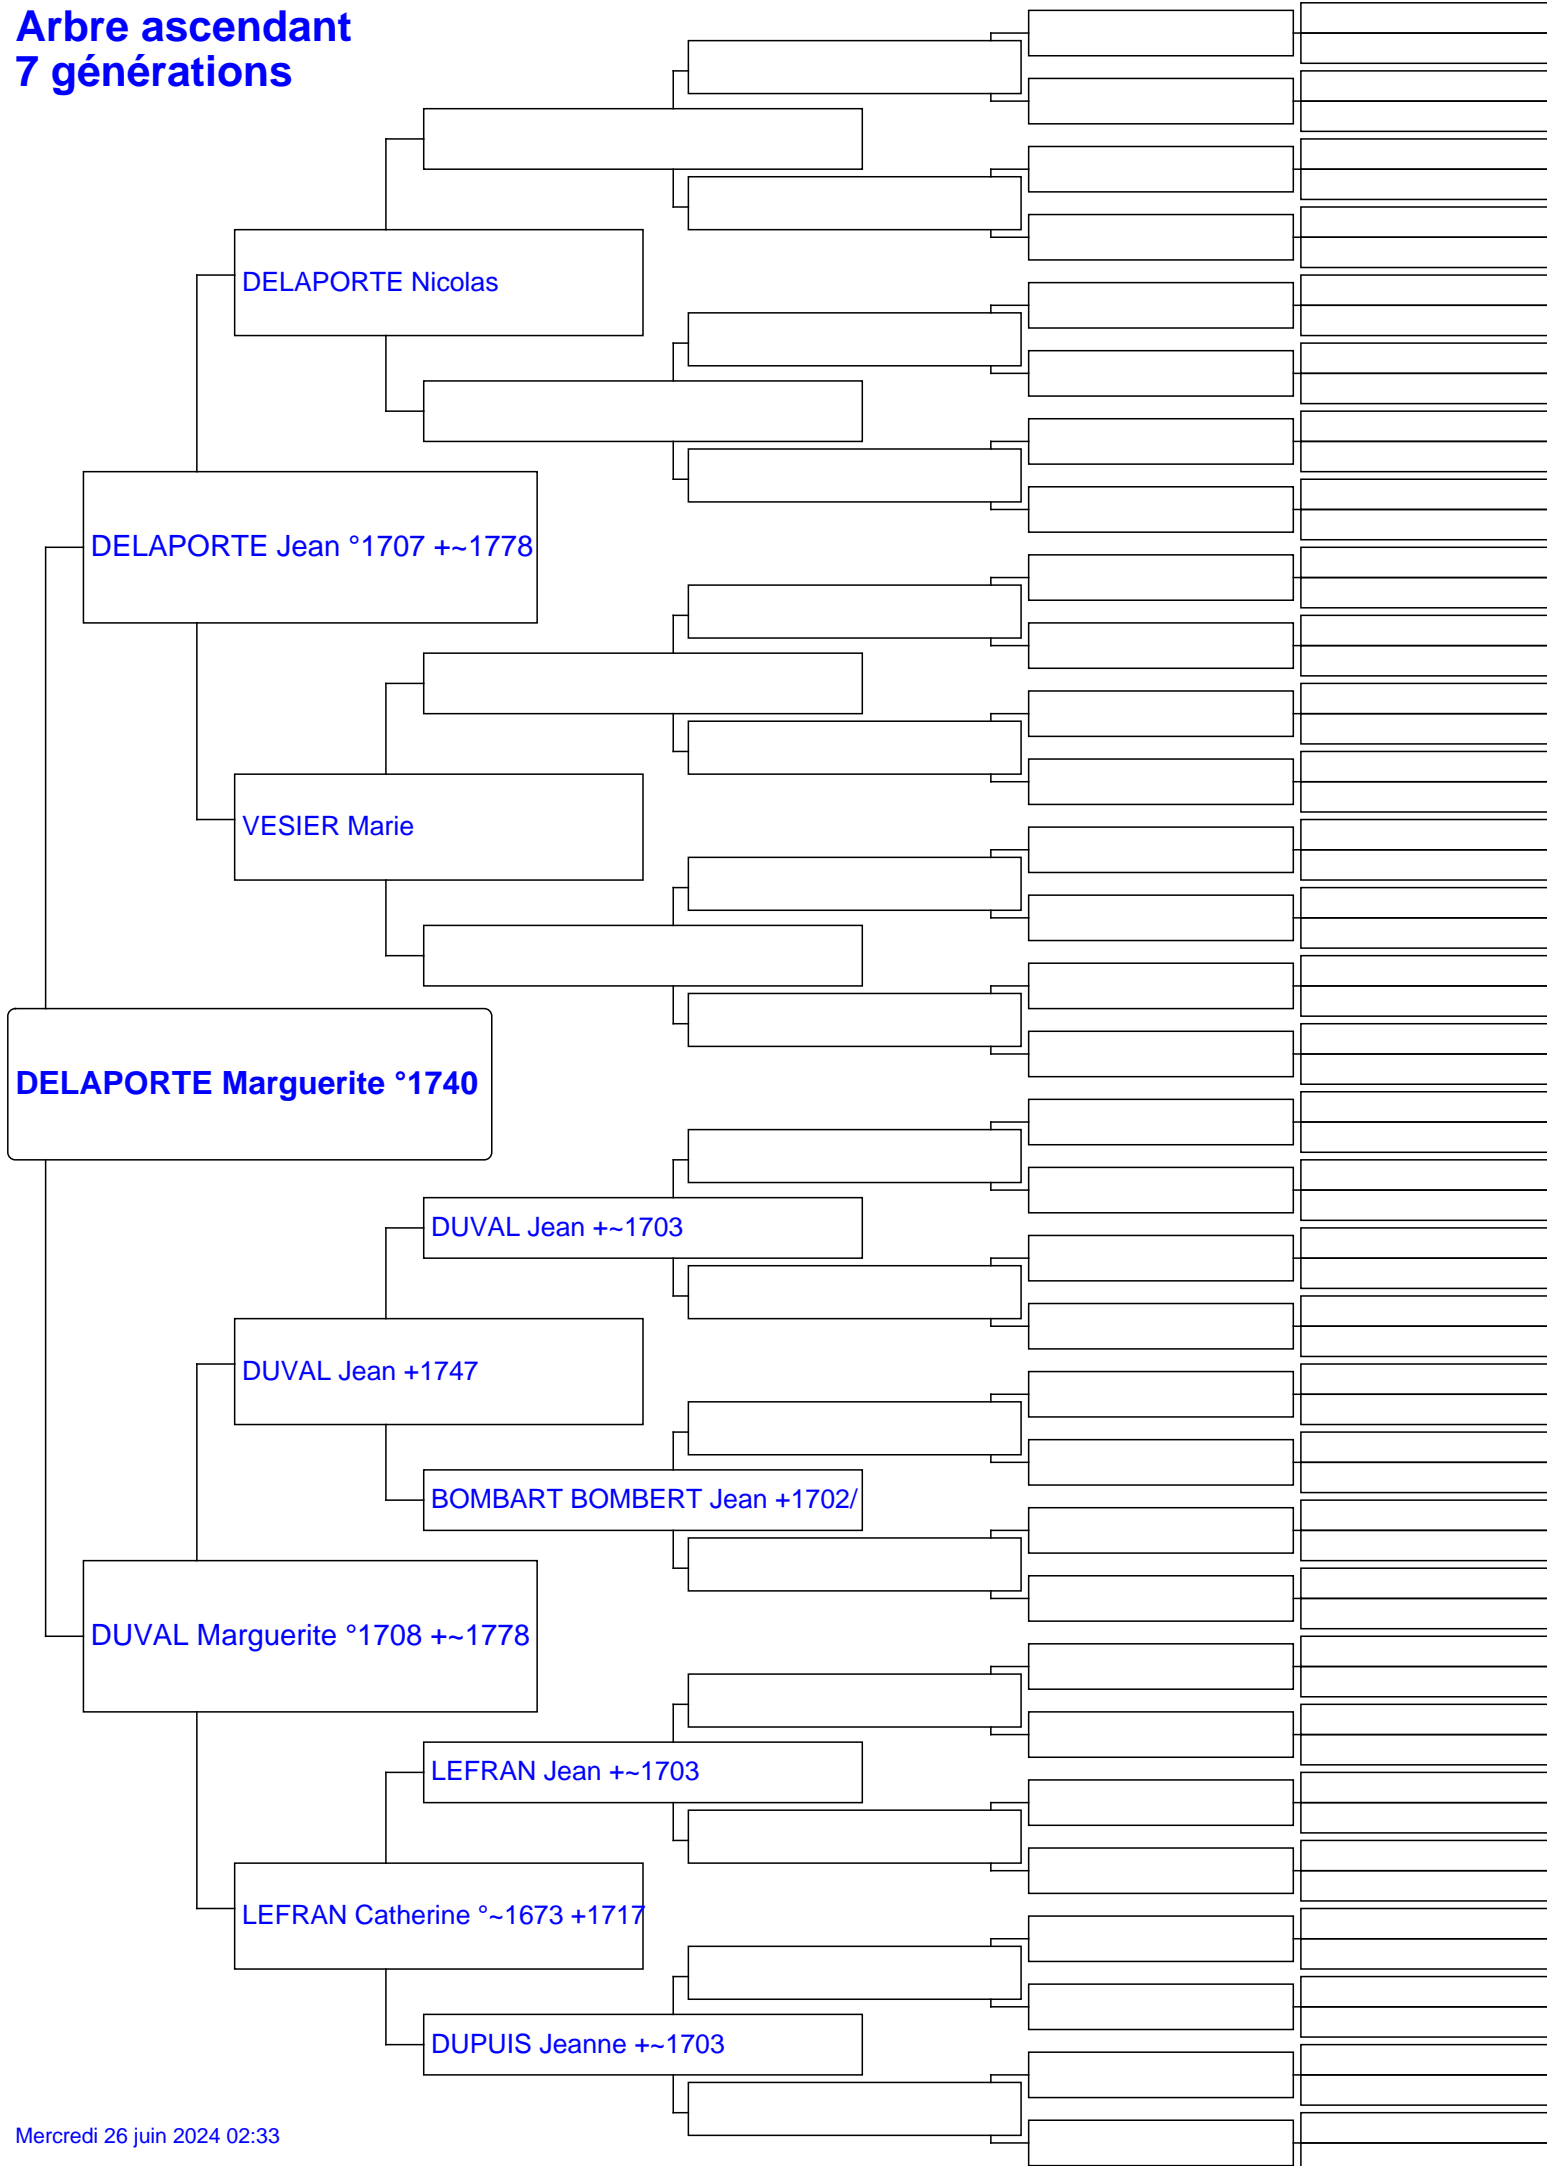 Arbre ascendant
7 générations
DELAPORTE Nicolas
DELAPORTE Jean °1707 +~1778
VESIER Marie
DELAPORTE Marguerite °1740
DUVAL Jean +~1703
DUVAL Jean +1747
BOMBART BOMBERT Jean +1702/
DUVAL Marguerite °1708 +~1778
LEFRAN Jean +~1703
LEFRAN Catherine °~1673 +1717
DUPUIS Jeanne +~1703
Mercredi 26 juin 2024 02:33